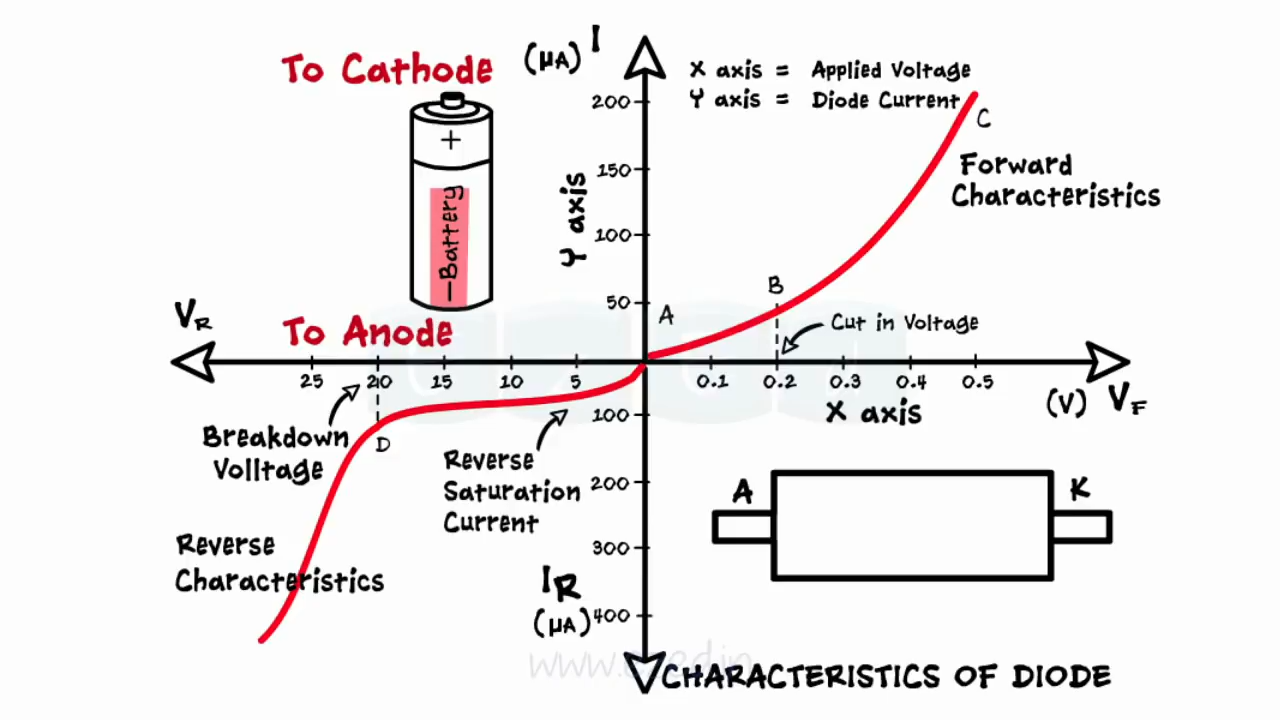 To Cathode
(μA) I
X axis = Applied Voltage
Y axis = Diode Current
200
C
+
150
Forward
Characteristics
Y axis
—Battery
100
B
50
A
Cut in Voltage
VR
To Anode
25 20 15 10 5 0.1 0.2 0.3 0.4 0.5
X axis
(V) VF
100
Breakdown
Volltage
D
Reverse
Saturation
Current
200
A
K
300
Reverse
Characteristics
IR
(μA)
400
CHARACTERISTICS OF DIODE